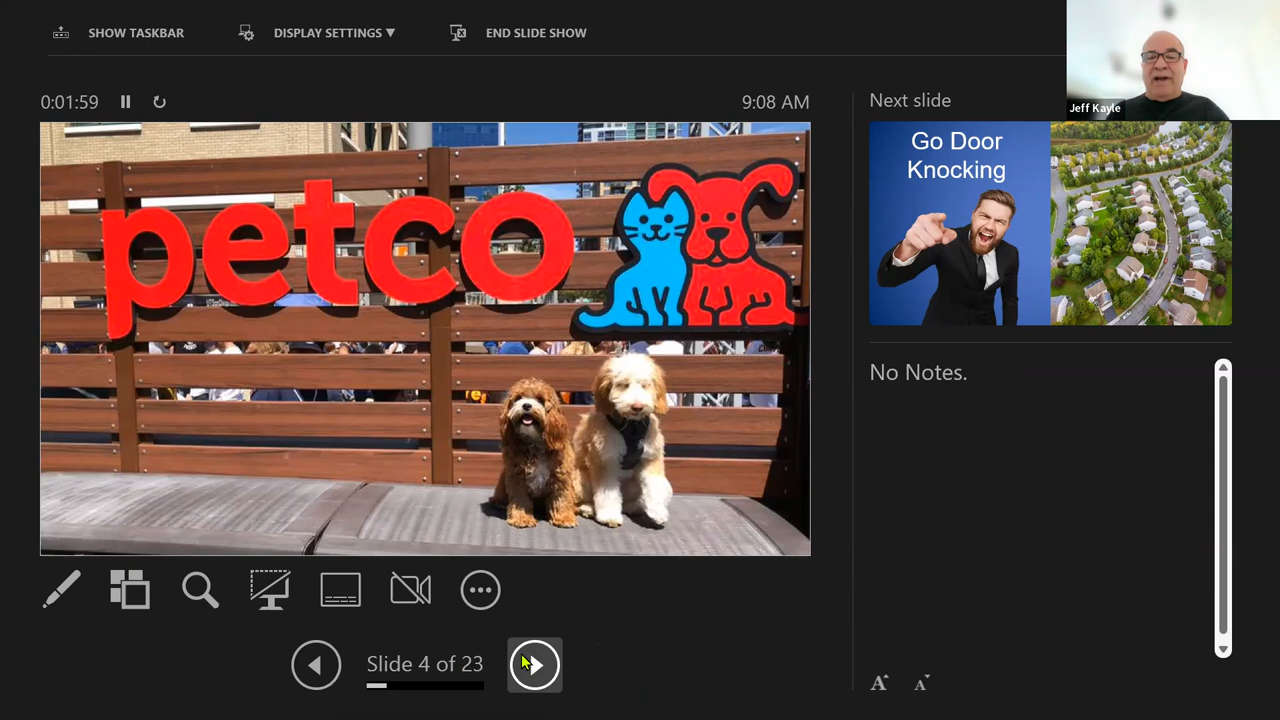 SHOW TASKBAR
DISPLAY SETTINGS ▼
END SLIDE SHOW
Jeff Kayle
0:01:59
9:08 AM
petco
Next slide
Go Door
Knocking
No Notes.
Slide 4 of 23
A A